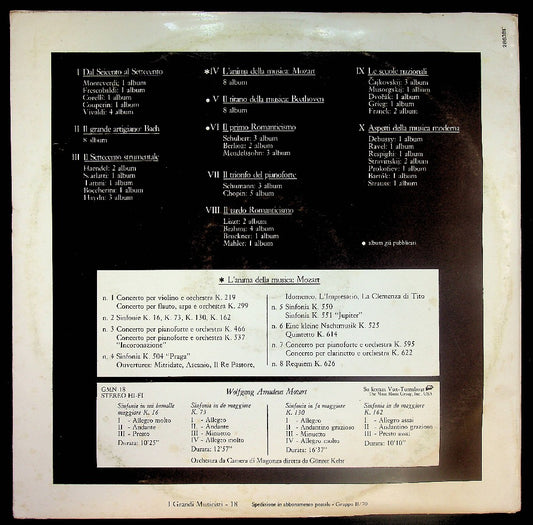 I Dal Seicento al Settecento
Monteverdi: 1 album
Frescobaldi: 1 album
Corelli: 1 album
Couperin: 1 album
Vivaldi: 4 album
II Il grande artigiano: Bach
8 album
III Il Settecento strumentale
Haendel: 2 album
Scarlatti: 1 album
Tartini: 1 album
Boccherini: 1 album
Haydn: 3 album
* IV L'anima della musica: Mozart
8 album
● V Il titano della musica: Beethoven
8 album
● VI Il primo Romanticismo
Schubert: 3 album
Berlioz: 2 album
Mendelssohn: 3 album
VII Il trionfo del pianoforte
Schumann: 3 album
Chopin: 5 album
VIII Il tardo Romanticismo
Liszt: 2 album
Brahms: 4 album
Bruckner: 1 album
Mahler: 1 album
IX Le scuole nazionali
Čajkovskij: 3 album
Musorgskij: 1 album
Dvořák: 1 album
Grieg: 1 album
Franck: 2 album
X Aspetti della musica moderna
Debussy: 1 album
Ravel: 1 album
Respighi: 1 album
Stravinskij: 2 album
Prokofiev: 1 album
Bartók: 1 album
Strauss: 1 album
● album già pubblicati
* L'anima della musica: Mozart
n. 1 Concerto per violino e orchestra K. 219
Concerto per flauto, arpa e orchestra K. 299
n. 2 Sinfonie K. 16, K. 73, K. 130, K. 162
n. 3 Concerto per pianoforte e orchestra K. 466
Concerto per pianoforte e orchestra K. 537
"Incoronazione"
n. 4 Sinfonia K. 504 "Praga"
Ouverture: Mitridate, Ascanio, Il Re Pastore,
Idomeneo, L'Impresario, La Clemenza di Tito
n. 5 Sinfonia K. 550
Sinfonia K. 551 "Jupiter"
n. 6 Eine kleine Nachtmusik K. 525
Quintetto K. 614
n. 7 Concerto per pianoforte e orchestra K. 595
Concerto per clarinetto e orchestra K. 622
n. 8 Requiem K. 626
GMN 18
STEREO HI-FI
Wolfgang Amadeus Mozart
Su licenza Vox-Turnabout
The Moss Music Group, Inc. USA
Sinfonia in mi bemolle
maggiore K. 16
I - Allegro molto
II - Andante
III - Presto
Durata: 10'25"
Sinfonia in do maggiore
K. 73
I - Allegro
II - Andante
III - Minuetto
IV - Allegro molto
Durata: 12'57"
Sinfonia in fa maggiore
K. 130
I - Allegro
II - Andantino grazioso
III - Minuetto
IV - Allegro molto
Durata: 16'37"
Sinfonia in do maggiore
K. 162
I - Allegro assai
II - Andantino grazioso
III - Presto assai
Durata: 10'10"
Orchestra da Camera di Magonza diretta da Günter Kehr
I Grandi Musicisti - 18
Spedizione in abbonamento postale - Gruppo II/70